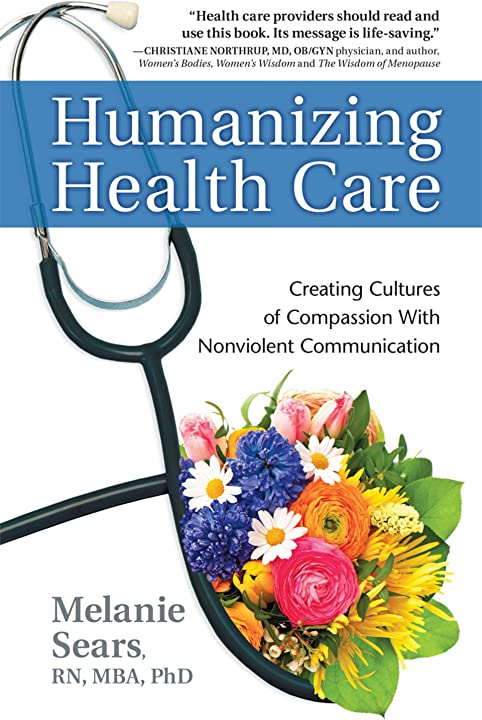 “Health care providers should read and
use this book. Its message is life-saving.”
—CHRISTIANE NORTHRUP, MD, OB/GYN physician, and author,
Women's Bodies, Women's Wisdom and The Wisdom of Menopause
Humanizing
Health Care
Creating Cultures
of Compassion With
Nonviolent Communication
Melanie
Sears,
RN, MBA, PhD